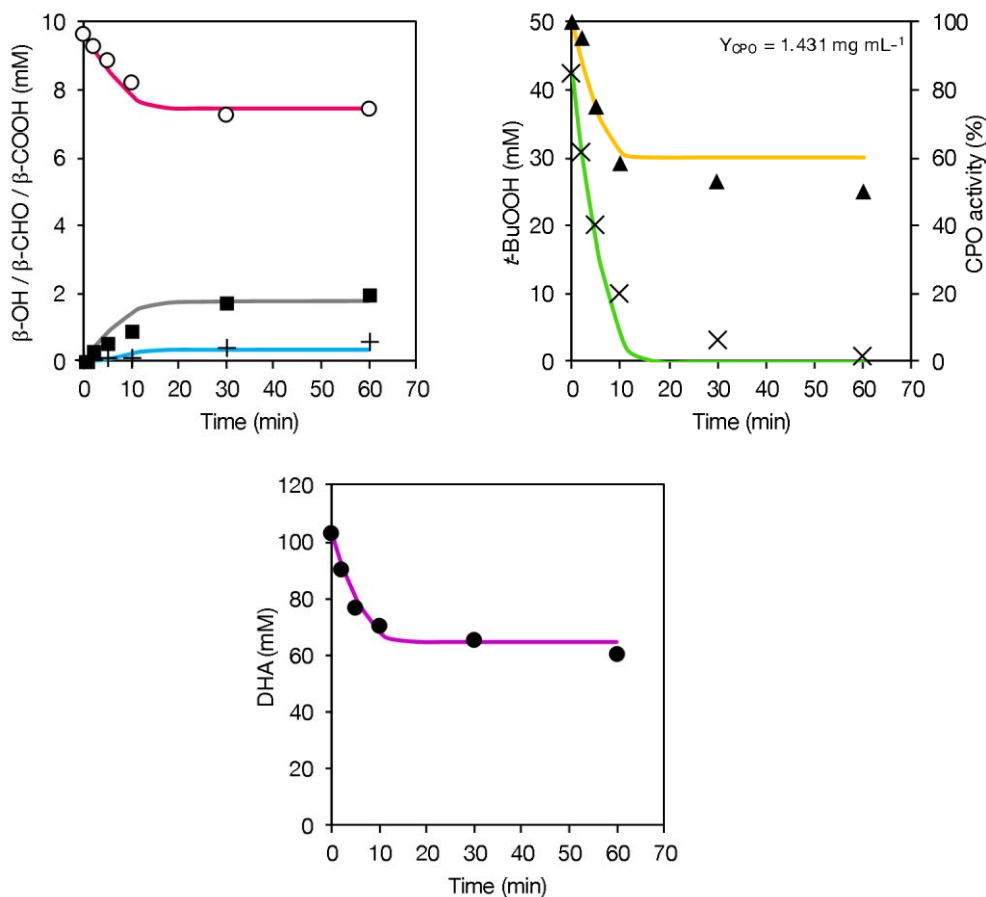 β-OH / β-CHO / β-COOH (mM)
10
8
6
4
2
0
0 10 20 30 40 50 60 70
Time (min)
t-BuOOH (mM)
50
40
30
20
10
0
Y_CPO = 1.431 mg mL⁻¹
100
80
60
40
20
0
CPO activity (%)
0 10 20 30 40 50 60 70
Time (min)
DHA (mM)
120
100
80
60
40
20
0
0 10 20 30 40 50 60 70
Time (min)